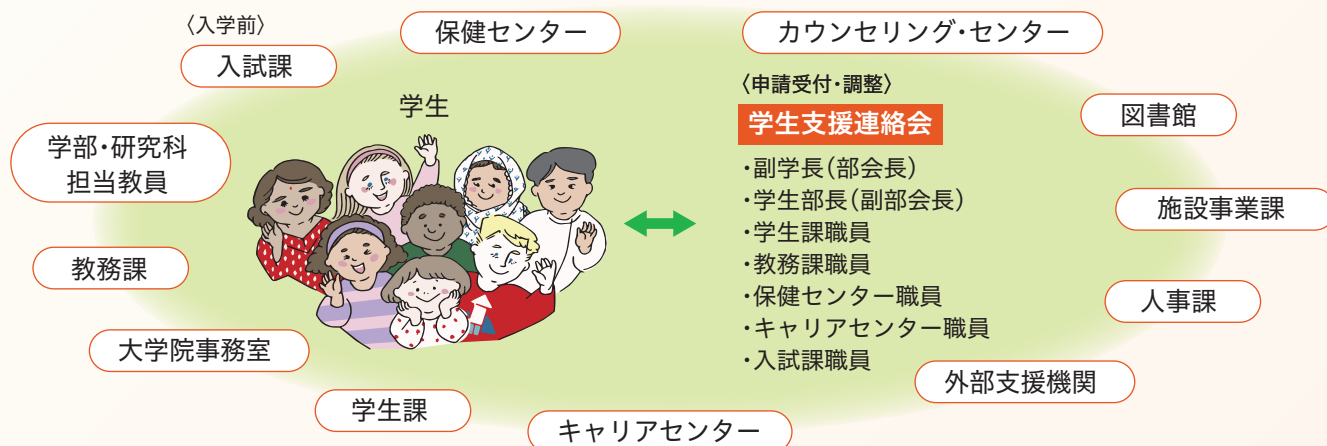 〈入学前〉
入試課
保健センター
カウンセリング・センター
学生
学部・研究科
担当教員
教務課
大学院事務室
学生課
キャリアセンター
〈申請受付・調整〉
学生支援連絡会
・副学長(部会長)
・学生部長(副部会長)
・学生課職員
・教務課職員
・保健センター職員
・キャリアセンター職員
・入試課職員
図書館
施設事業課
人事課
外部支援機関